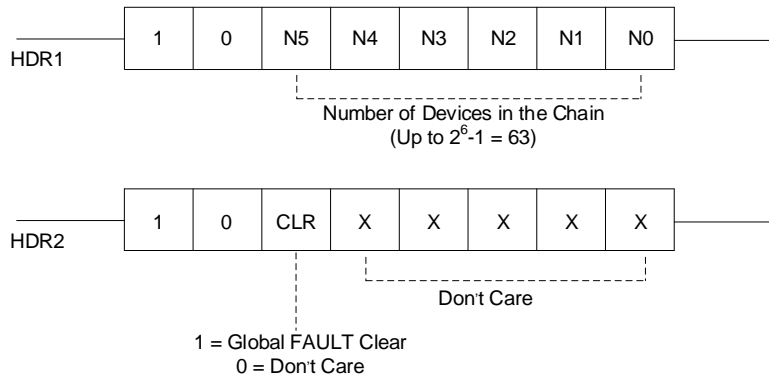 1 0 N5 N4 N3 N2 N1 N0
HDR1
Number of Devices in the Chain
(Up to 2⁶-1 = 63)
1 0 CLR X X X X X
HDR2
Don't Care
1 = Global FAULT Clear
0 = Don't Care